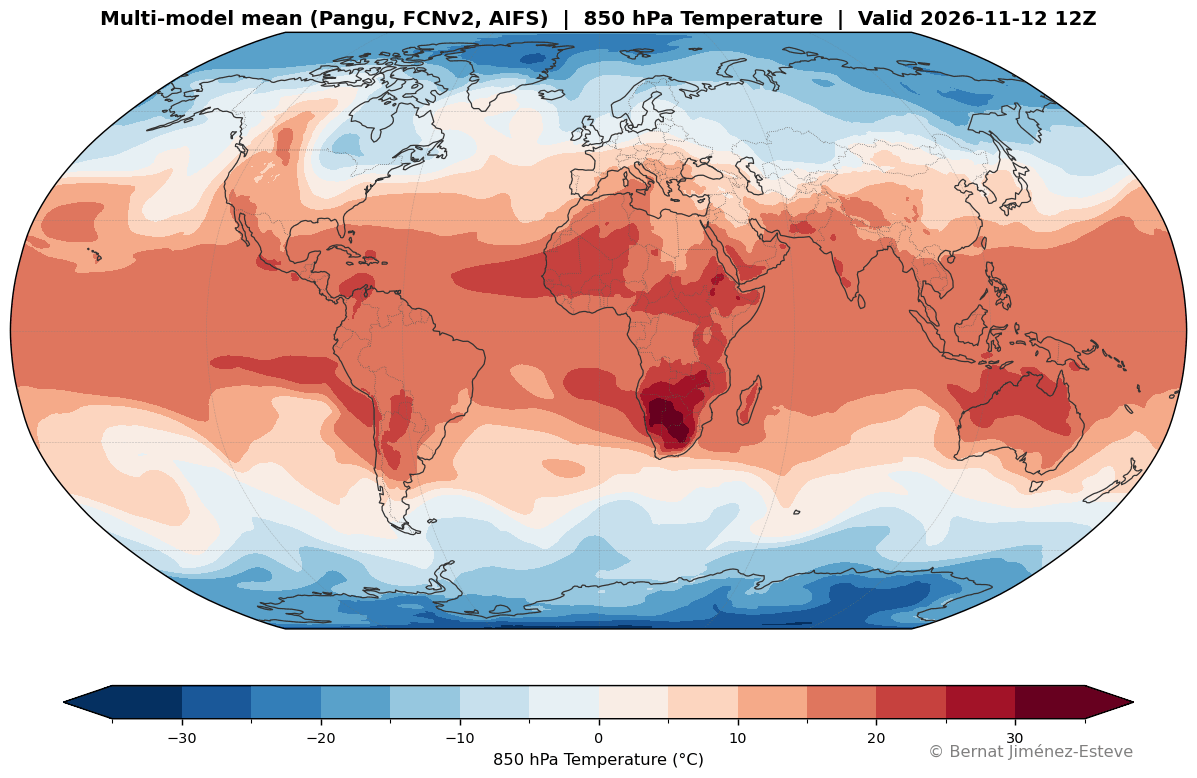 Multi-model mean (Pangu, FCNv2, AIFS)  |  850 hPa Temperature  |  Valid 2026-11-12 12Z
−30 −20 −10 0 10 20 30
850 hPa Temperature (°C)
© Bernat Jiménez-Esteve